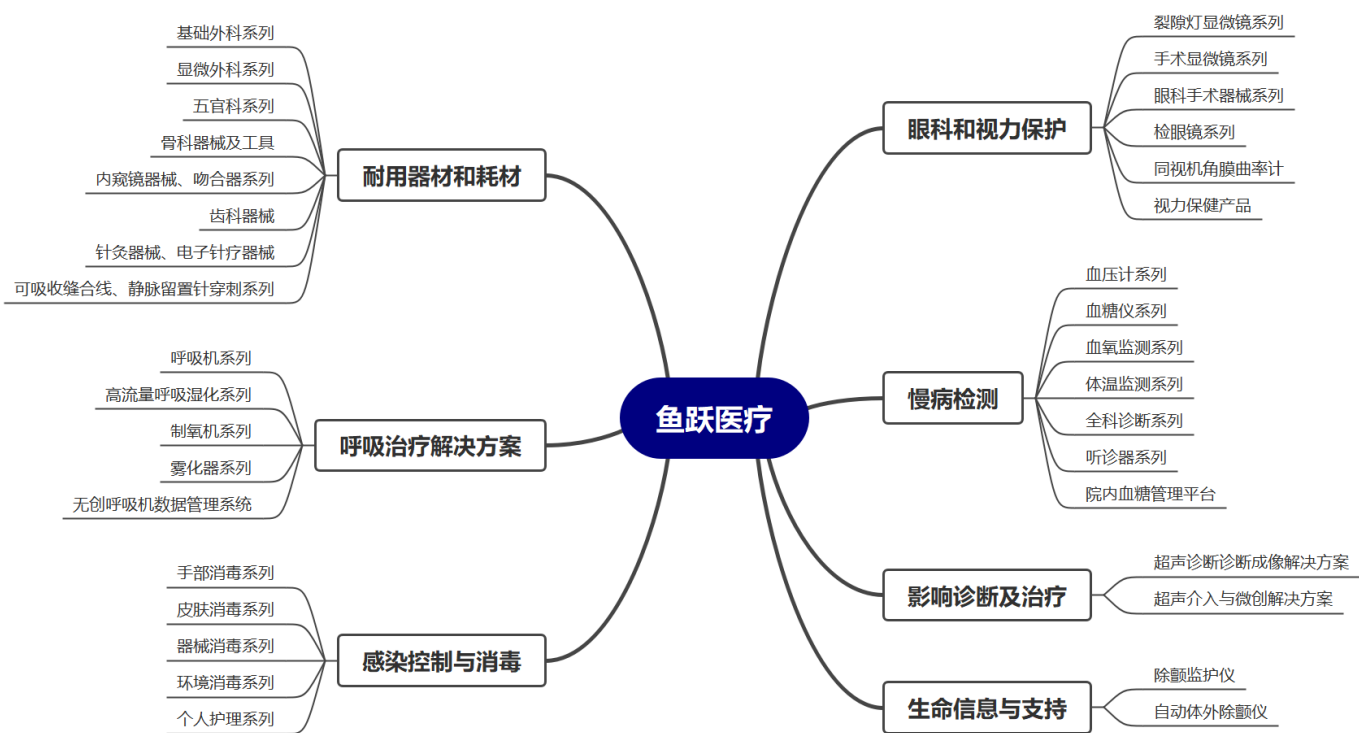 鱼跃医疗
耐用器材和耗材
基础外科系列
显微外科系列
五官科系列
骨科器械及工具
内窥镜器械、吻合器系列
齿科器械
针灸器械、电子针疗器械
可吸收缝合线、静脉留置针穿刺系列
呼吸治疗解决方案
呼吸机系列
高流量呼吸湿化系列
制氧机系列
雾化器系列
无创呼吸机数据管理系统
感染控制与消毒
手部消毒系列
皮肤消毒系列
器械消毒系列
环境消毒系列
个人护理系列
眼科和视力保护
裂隙灯显微镜系列
手术显微镜系列
眼科手术器械系列
检眼镜系列
同视机角膜曲率计
视力保健产品
慢病检测
血压计系列
血糖仪系列
血氧监测系列
体温监测系列
全科诊断系列
听诊器系列
院内血糖管理平台
影响诊断及治疗
超声诊断诊断成像解决方案
超声介入与微创解决方案
生命信息与支持
除颤监护仪
自动体外除颤仪